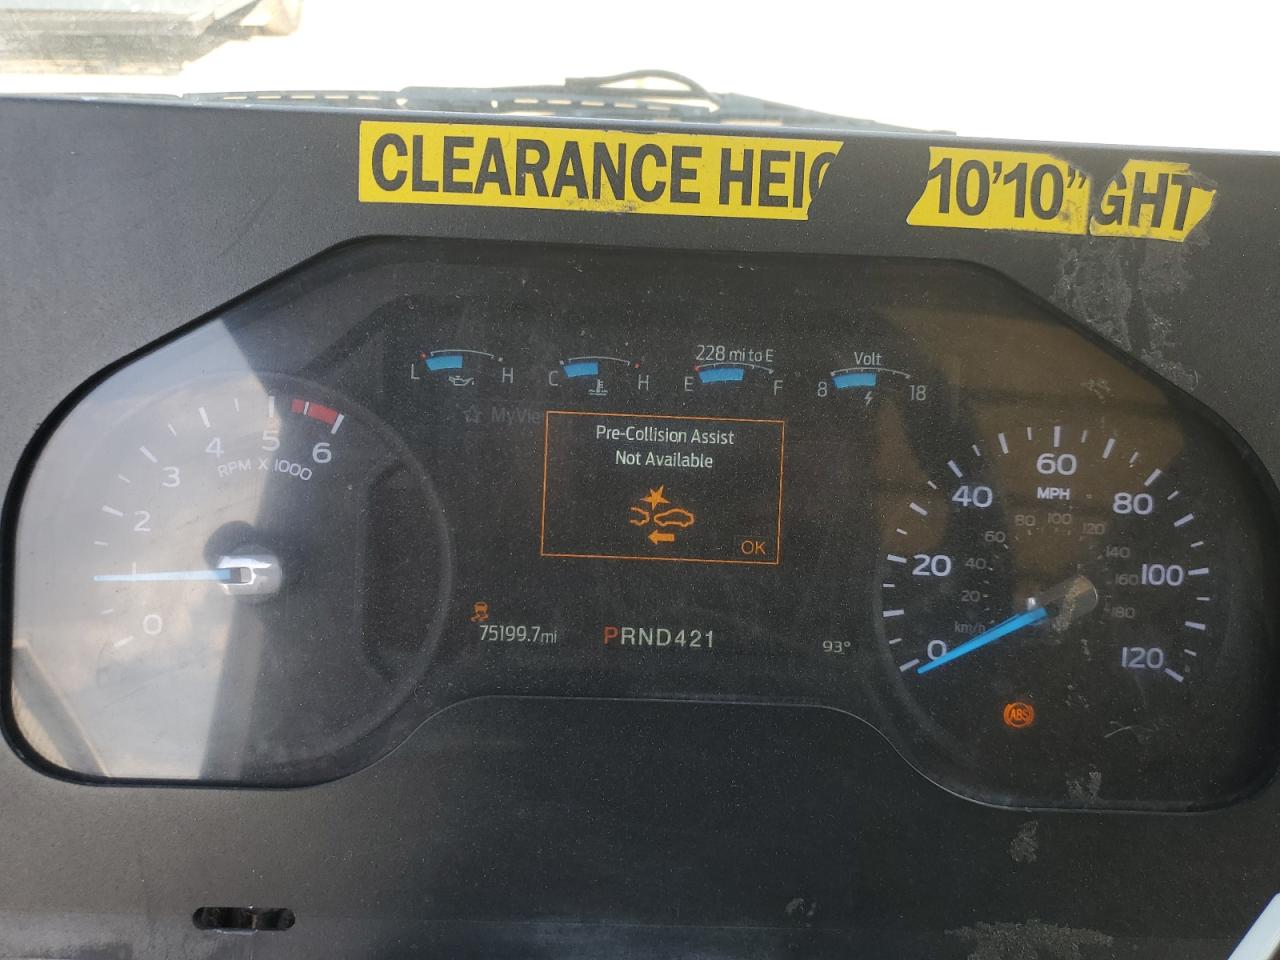 CLEARANCE HEIG 10'10" GHT
228 mi to E
Volt
L H C H E F 8 18
MyVie
Pre-Collision Assist
Not Available
OK
0 1 2 3 4 5 6
RPM X 1000
0 20 40 60 80 100 120
MPH
20 40 60 80 100 120 140 160 180
km/h
75199.7mi
PRND421
93°
ABS